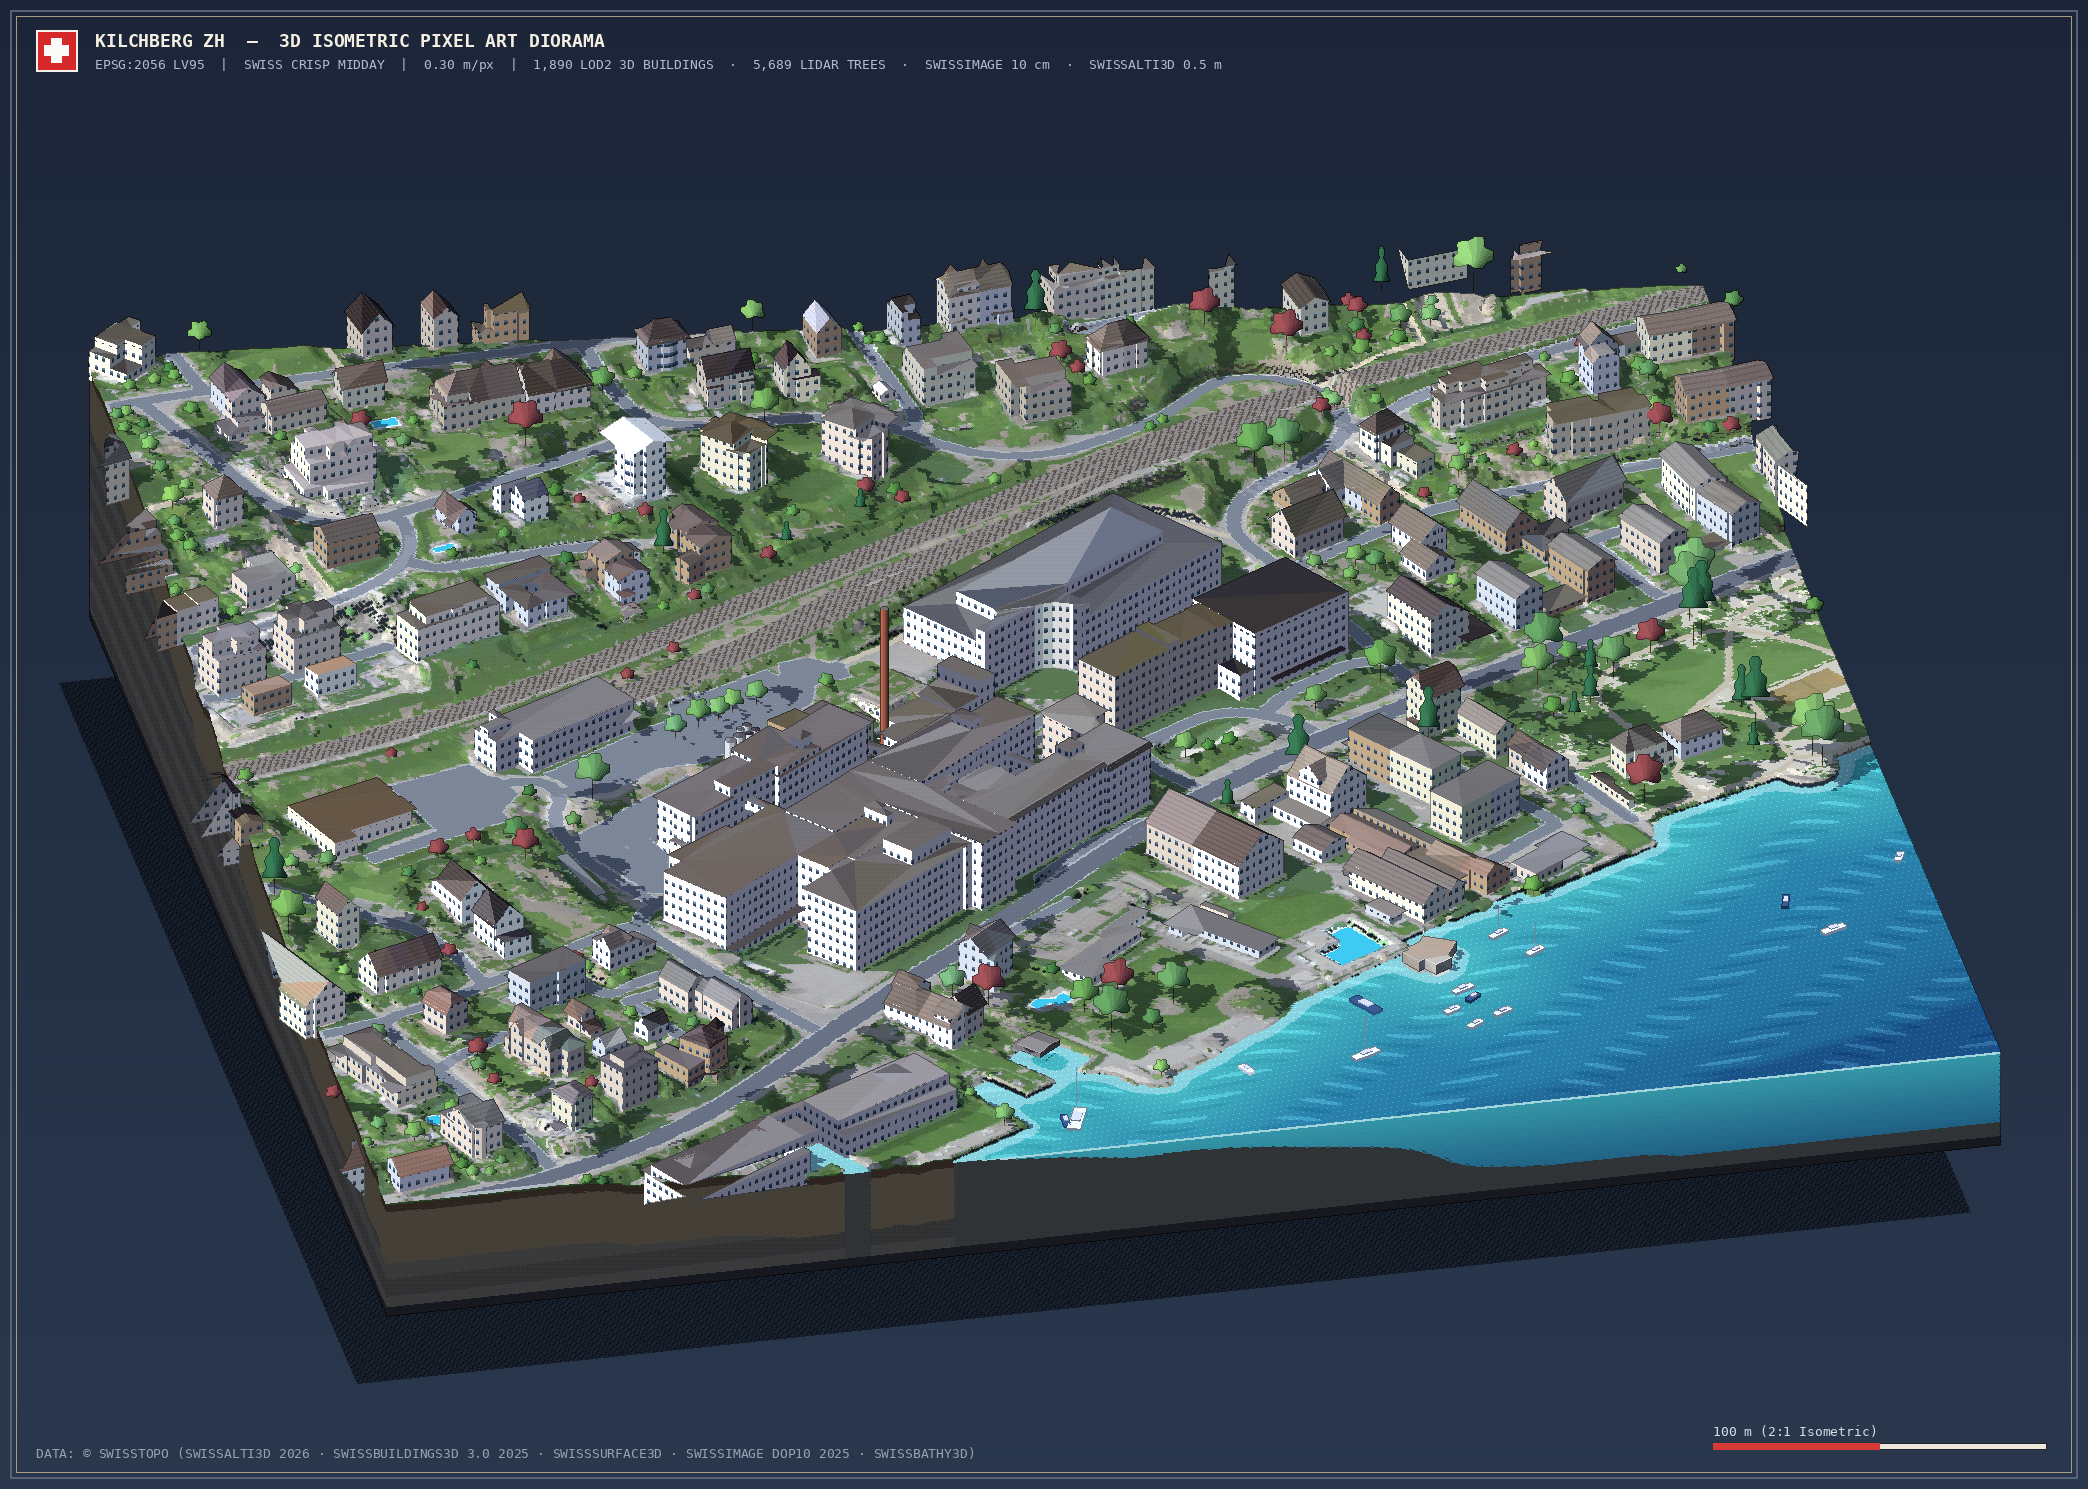 KILCHBERG ZH — 3D ISOMETRIC PIXEL ART DIORAMA
EPSG:2056 LV95 | SWISS CRISP MIDDAY | 0.30 m/px | 1,890 LOD2 3D BUILDINGS · 5,689 LIDAR TREES · SWISSIMAGE 10 cm · SWISSALTI3D 0.5 m
100 m (2:1 Isometric)
DATA: © SWISSTOPO (SWISSALTI3D 2026 · SWISSBUILDINGS3D 3.0 2025 · SWISSSURFACE3D · SWISSIMAGE DOP10 2025 · SWISSBATHY3D)